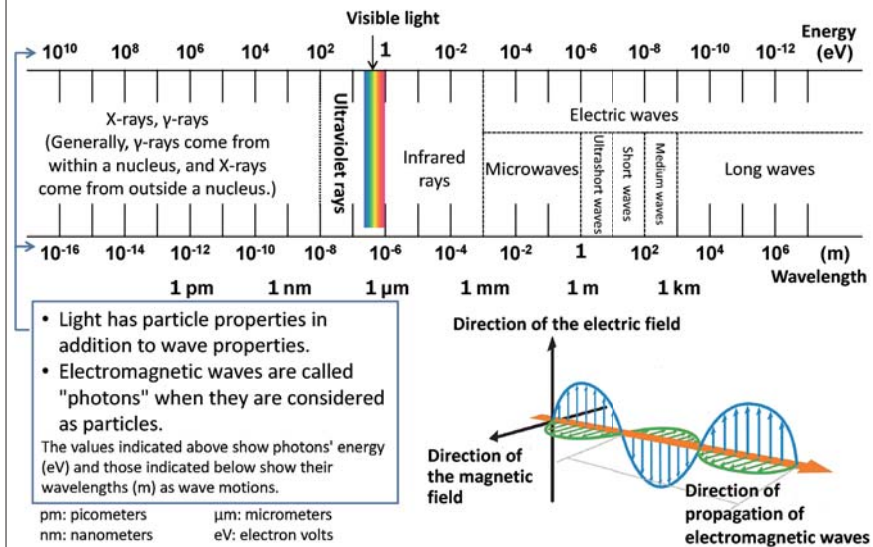 Visible light
Energy
10¹⁰ 10⁸ 10⁶ 10⁴ 10² 1 10⁻² 10⁻⁴ 10⁻⁶ 10⁻⁸ 10⁻¹⁰ 10⁻¹² (eV)
X-rays, γ-rays
(Generally, γ-rays come from
within a nucleus, and X-rays
come from outside a nucleus.)
Ultraviolet rays
Infrared
rays
Electric waves
Microwaves
Ultrashort waves
Short waves
Medium waves
Long waves
10⁻¹⁶ 10⁻¹⁴ 10⁻¹² 10⁻¹⁰ 10⁻⁸ 10⁻⁶ 10⁻⁴ 10⁻² 1 10² 10⁴ 10⁶ (m)
Wavelength
1 pm 1 nm 1 μm 1 mm 1 m 1 km
• Light has particle properties in
addition to wave properties.
• Electromagnetic waves are called
"photons" when they are considered
as particles.
The values indicated above show photons' energy
(eV) and those indicated below show their
wavelengths (m) as wave motions.
pm: picometers μm: micrometers
nm: nanometers eV: electron volts
Direction of the electric field
Direction of
the magnetic
field
Direction of
propagation of
electromagnetic waves